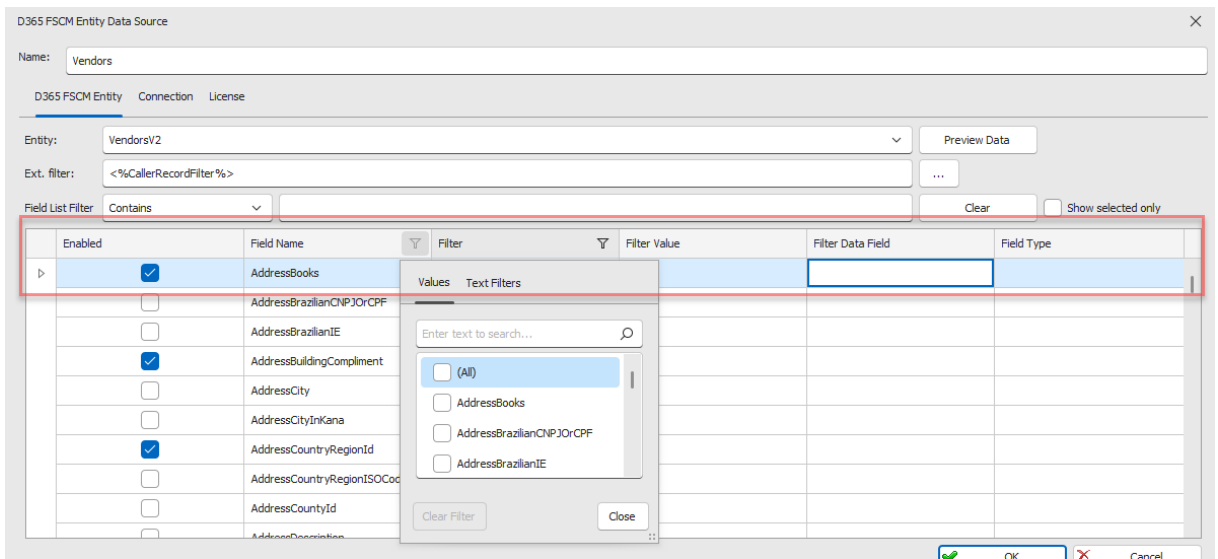 D365 FSCM Entity Data Source
Name: Vendors
D365 FSCM Entity Connection License
Entity: VendorsV2 Preview Data
Ext. filter: <%CallerRecordFilter%> ...
Field List Filter Contains Clear Show selected only
Enabled Field Name Filter Filter Value Filter Data Field Field Type
AddressBooks
Values Text Filters
AddressBrazilianCNPJOrCPF
AddressBrazilianIE
Enter text to search...
AddressBuildingCompliment
(All)
AddressCity
AddressBooks
AddressCityInKana
AddressBrazilianCNPJOrCPF
AddressCountryRegionId
AddressBrazilianIE
AddressCountryRegionISOCod
AddressCountyId
Clear Filter Close
AddressDescription
OK Cancel